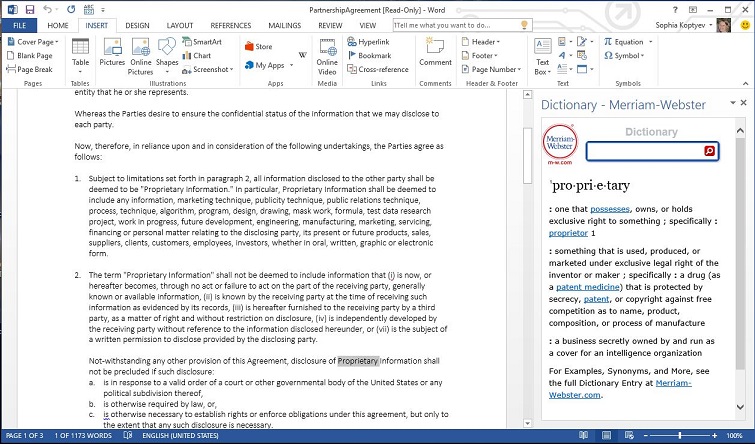 PartnershipAgreement [Read-Only] - Word
FILE HOME INSERT DESIGN LAYOUT REFERENCES MAILINGS REVIEW VIEW Tell me what you want to do... Sophia Koptyev
Cover Page
Blank Page
Page Break
Pages
Table
Tables
Pictures
Online Pictures
Shapes
SmartArt
Chart
Screenshot
Illustrations
Store
My Apps
Apps
Online Video
Media
Hyperlink
Bookmark
Cross-reference
Links
Comment
Comments
Header
Footer
Page Number
Header & Footer
Text Box
Text
Equation
Symbol
Symbols
entity that he or she represents.
Whereas the Parties desire to ensure the confidential status of the information that we may disclose to
each party.
Now, therefore, in reliance upon and in consideration of the following undertakings, the Parties agree as
follows:
1. Subject to limitations set forth in paragraph 2, all information disclosed to the other party shall be
deemed to be "Proprietary Information." In particular, Proprietary Information shall be deemed to
include any information, marketing technique, publicity technique, public relations technique,
process, technique, algorithm, program, design, drawing, mask work, formula, test data research
project, work in progress, future development, engineering, manufacturing, marketing, servicing,
financing or personal matter relating to the disclosing party, its present or future products, sales,
suppliers, clients, customers, employees, investors, whether in oral, written, graphic or electronic
form.
2. The term "Proprietary Information" shall not be deemed to include information that (i) is now, or
hereafter becomes, through no act or failure to act on the part of the receiving party, generally
known or available information, (ii) is known by the receiving party at the time of receiving such
information as evidenced by its records, (iii) is hereafter furnished to the receiving party by a third
party, as a matter of right and without restriction on disclosure, (iv) is independently developed by
the receiving party without reference to the information disclosed hereunder, or (vii) is the subject of
a written permission to disclose provided by the disclosing party.
Not-withstanding any other provision of this Agreement, disclosure of Proprietary Information shall
not be precluded if such disclosure:
a. is in response to a valid order of a court or other governmental body of the United States or any
political subdivision thereof,
b. is otherwise required by law, or,
c. is otherwise necessary to establish rights or enforce obligations under this agreement, but only to
the extent that any such disclosure is necessary.
Dictionary - Merriam-Webster
Merriam-
Webster
m-w.com
Dictionary
'pro·pri·e·tary
: one that possesses, owns, or holds
exclusive right to something ; specifically :
proprietor 1
: something that is used, produced, or
marketed under exclusive legal right of the
inventor or maker ; specifically : a drug (as
a patent medicine) that is protected by
secrecy, patent, or copyright against free
competition as to name, product,
composition, or process of manufacture
: a business secretly owned by and run as
a cover for an intelligence organization
For Examples, Synonyms, and More, see
the full Dictionary Entry at Merriam-
Webster.com.
PAGE 1 OF 3 1 OF 1173 WORDS ENGLISH (UNITED STATES) 100%